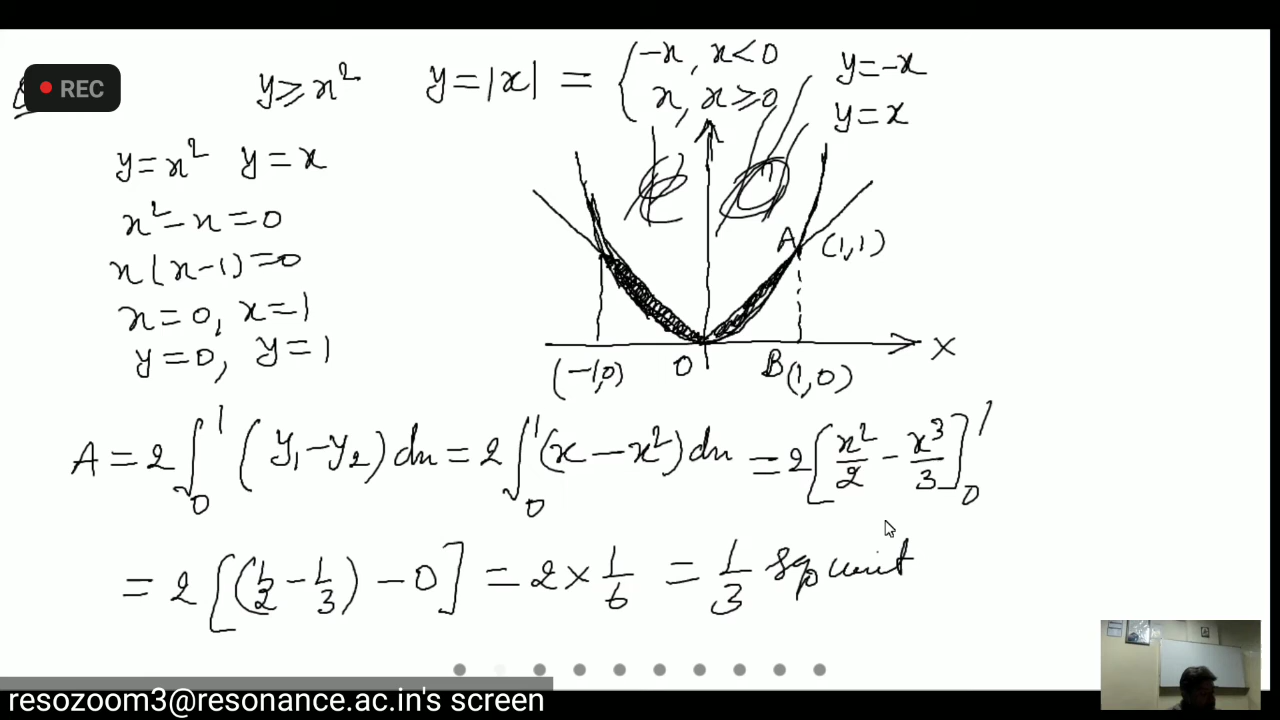 REC
y ≥ x² y = |x| = { -x, x < 0
x, x ≥ 0
y = -x
y = x
y = x² y = x
x² - x = 0
x(x-1) = 0
x = 0, x = 1
y = 0, y = 1
A (1,1)
X
(-1,0) O B (1,0)
A = 2 ∫₀¹ (y₁ - y₂) dx = 2 ∫₀¹ (x - x²) dx = 2 [x²/2 - x³/3]₀¹
= 2 [(1/2 - 1/3) - 0] = 2 × 1/6 = 1/3 sq unit
resozoom3@resonance.ac.in's screen